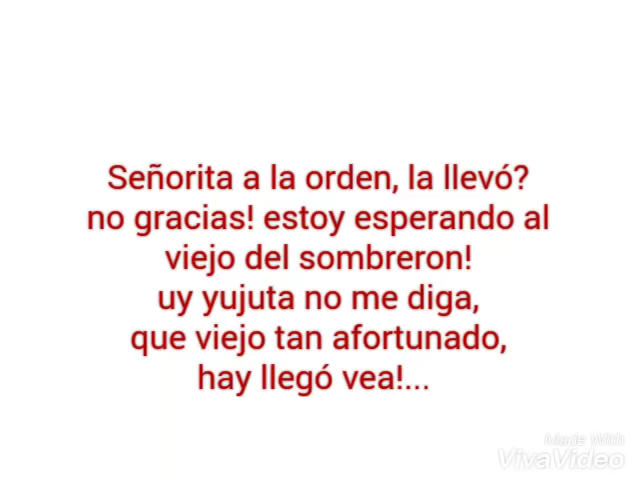 Señorita a la orden, la llevó?
no gracias! estoy esperando al
viejo del sombreron!
uy yujuta no me diga,
que viejo tan afortunado,
hay llegó vea!...
Made With
VivaVideo